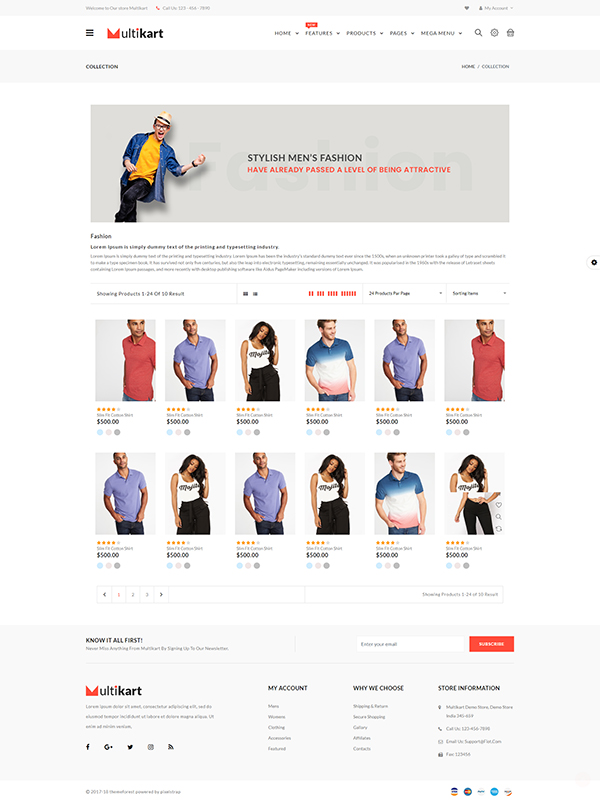 Welcome to Our store Multikart
Call Us: 123 - 456 - 7890
My Account
Multikart
NEW
HOME
FEATURES
PRODUCTS
PAGES
MEGA MENU
COLLECTION
HOME / COLLECTION
Fashion
STYLISH MEN'S FASHION
HAVE ALREADY PASSED A LEVEL OF BEING ATTRACTIVE
Fashion
Lorem Ipsum is simply dummy text of the printing and typesetting industry.
Lorem Ipsum is simply dummy text of the printing and typesetting industry. Lorem Ipsum has been the industry's standard dummy text ever since the 1500s, when an unknown printer took a galley of type and scrambled it
to make a type specimen book. It has survived not only five centuries, but also the leap into electronic typesetting, remaining essentially unchanged. It was popularised in the 1960s with the release of Letraset sheets
containing Lorem Ipsum passages, and more recently with desktop publishing software like Aldus PageMaker including versions of Lorem Ipsum.
Showing Products 1-24 Of 10 Result
24 Products Par Page
Sorting Items
Mojito
Slim Fit Cotton Shirt
$500.00
Slim Fit Cotton Shirt
$500.00
Slim Fit Cotton Shirt
$500.00
Slim Fit Cotton Shirt
$500.00
Slim Fit Cotton Shirt
$500.00
Slim Fit Cotton Shirt
$500.00
Mojito
Mojito
Mojito
Slim Fit Cotton Shirt
$500.00
Slim Fit Cotton Shirt
$500.00
Slim Fit Cotton Shirt
$500.00
Slim Fit Cotton Shirt
$500.00
Slim Fit Cotton Shirt
$500.00
Slim Fit Cotton Shirt
$500.00
1 2 3
Showing Products 1-24 of 10 Result
KNOW IT ALL FIRST!
Never Miss Anything From Multikart By Signing Up To Our Newsletter.
Enter your email
SUBSCRIBE
Multikart
Lorem ipsum dolor sit amet, consectetur adipiscing elit, sed do
eiusmod tempor incididunt ut labore et dolore magna aliqua. Ut
enim ad minim veniam,
MY ACCOUNT
Mens
Womens
Clothing
Accessories
Featured
WHY WE CHOOSE
Shipping & Return
Secure Shopping
Gallary
Affiliates
Contacts
STORE INFORMATION
Multikart Demo Store, Demo Store
India 345-659
Call Us: 123-456-7898
Email Us: Support@Fiot.Com
Fax: 123456
© 2017-18 themeforest powered by pixelstrap